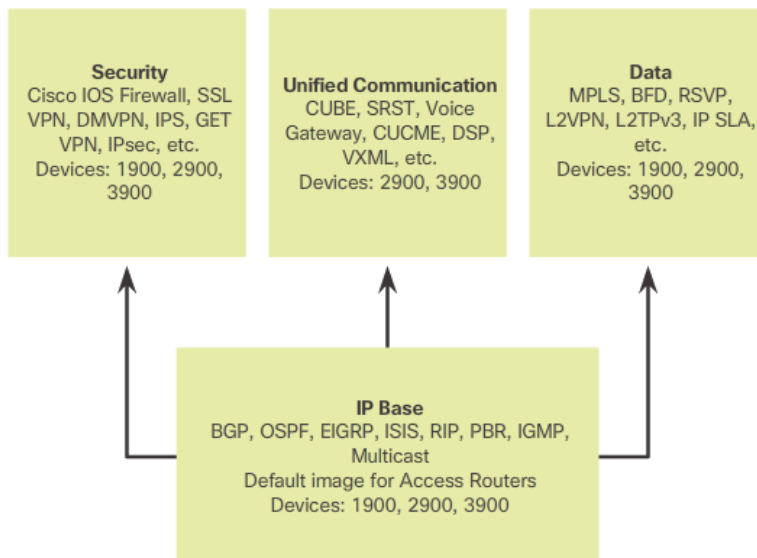 Security
Cisco IOS Firewall, SSL
VPN, DMVPN, IPS, GET
VPN, IPsec, etc.
Devices: 1900, 2900,
3900
Unified Communication
CUBE, SRST, Voice
Gateway, CUCME, DSP,
VXML, etc.
Devices: 2900, 3900
Data
MPLS, BFD, RSVP,
L2VPN, L2TPv3, IP SLA,
etc.
Devices: 1900, 2900,
3900
IP Base
BGP, OSPF, EIGRP, ISIS, RIP, PBR, IGMP,
Multicast
Default image for Access Routers
Devices: 1900, 2900, 3900